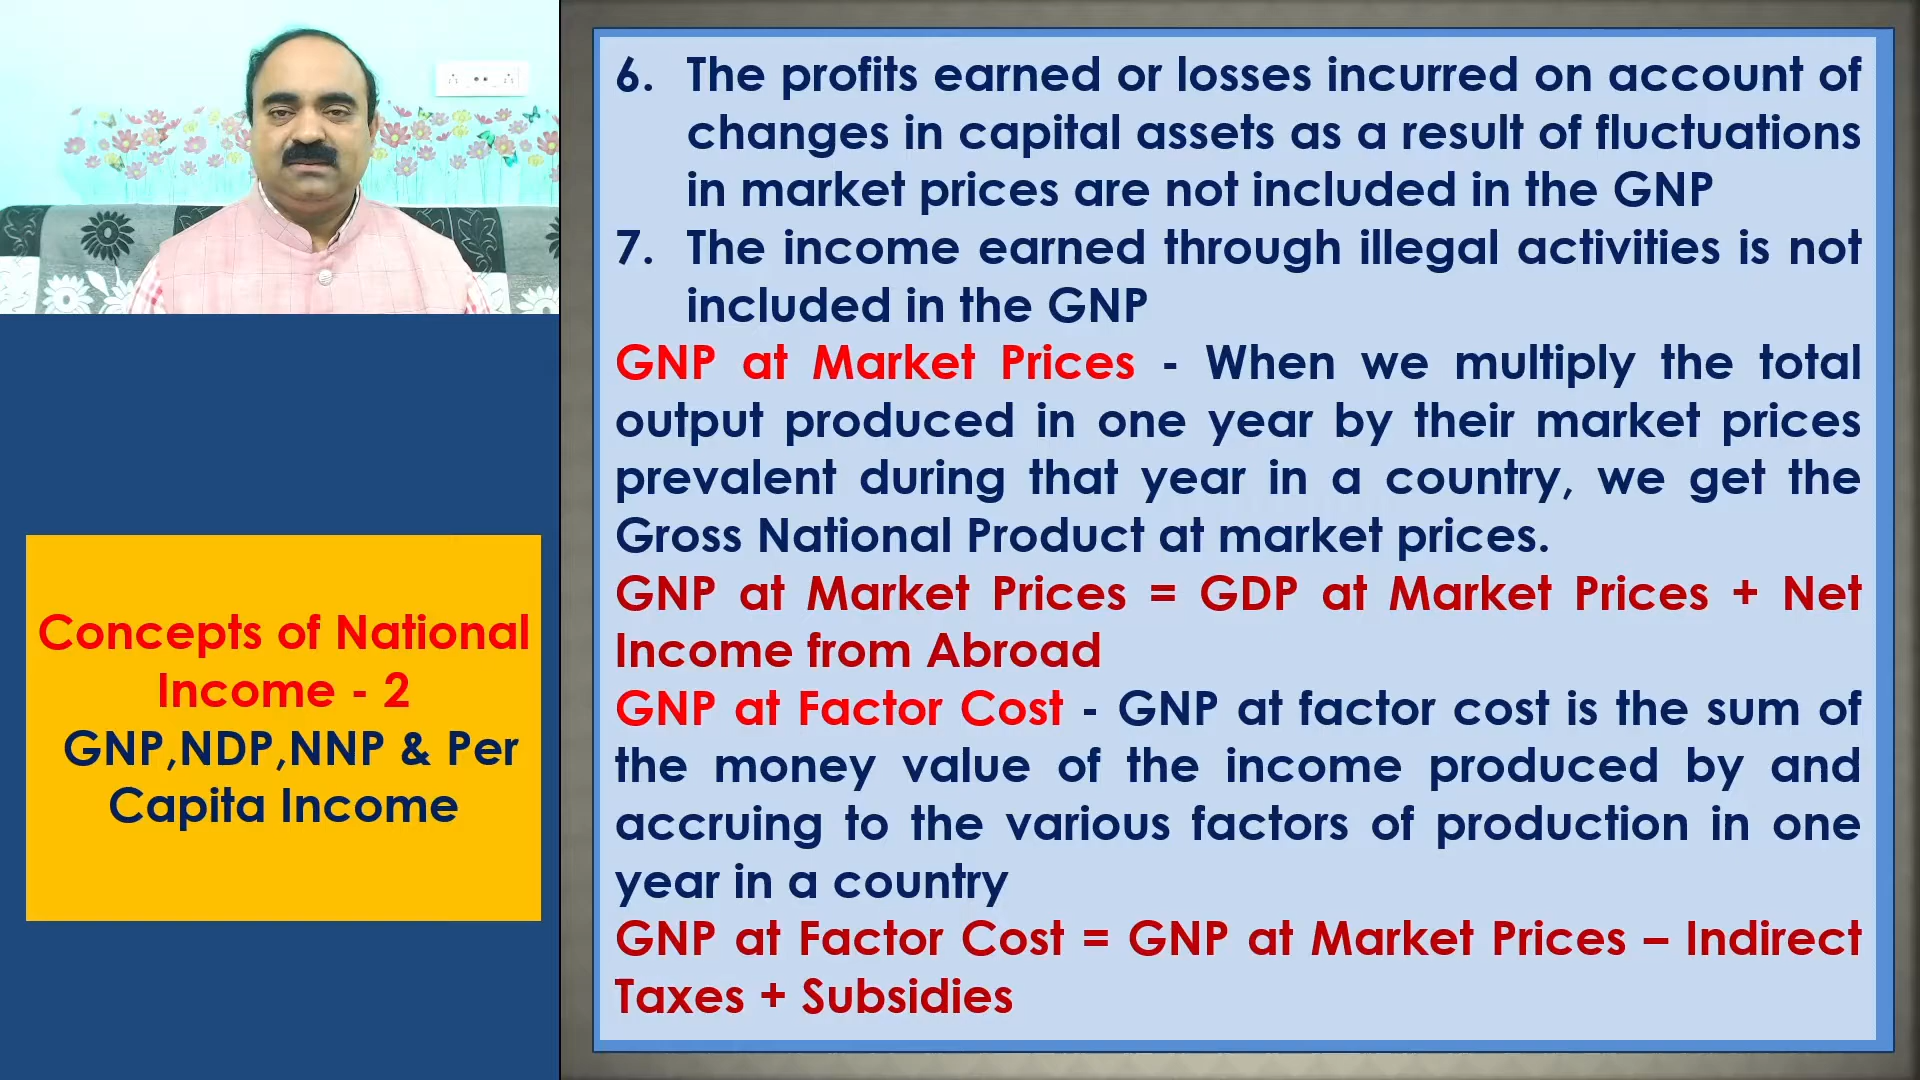 6. The profits earned or losses incurred on account of
changes in capital assets as a result of fluctuations
in market prices are not included in the GNP
7. The income earned through illegal activities is not
included in the GNP
GNP at Market Prices - When we multiply the total
output produced in one year by their market prices
prevalent during that year in a country, we get the
Gross National Product at market prices.
GNP at Market Prices = GDP at Market Prices + Net
Income from Abroad
GNP at Factor Cost - GNP at factor cost is the sum of
the money value of the income produced by and
accruing to the various factors of production in one
year in a country
GNP at Factor Cost = GNP at Market Prices – Indirect
Taxes + Subsidies
Concepts of National
Income - 2
GNP,NDP,NNP & Per
Capita Income